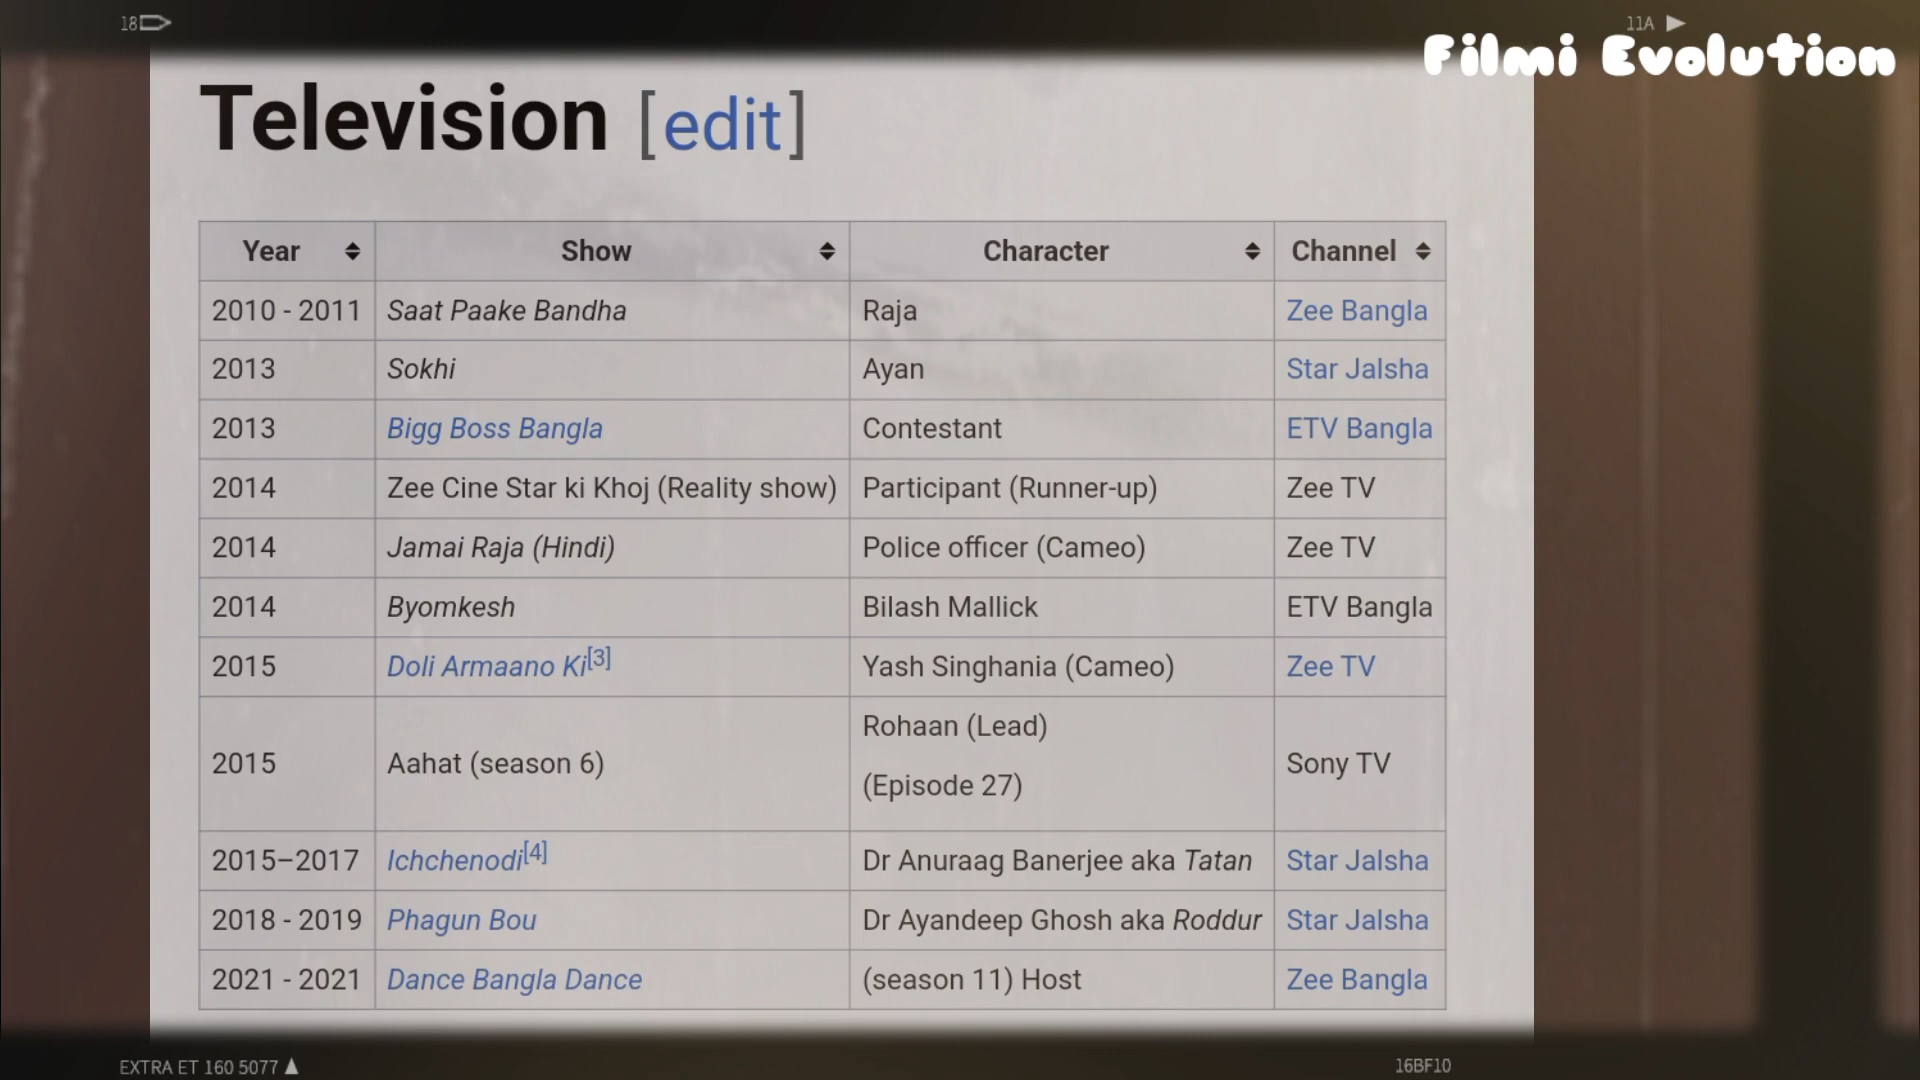 18
11A
Filmi Evolution
Television [edit]
Year Show Character Channel
2010 - 2011 Saat Paake Bandha Raja Zee Bangla
2013 Sokhi Ayan Star Jalsha
2013 Bigg Boss Bangla Contestant ETV Bangla
2014 Zee Cine Star ki Khoj (Reality show) Participant (Runner-up) Zee TV
2014 Jamai Raja (Hindi) Police officer (Cameo) Zee TV
2014 Byomkesh Bilash Mallick ETV Bangla
2015 Doli Armaano Ki[3] Yash Singhania (Cameo) Zee TV
2015 Aahat (season 6) Rohaan (Lead)
(Episode 27) Sony TV
2015–2017 Ichchenodi[4] Dr Anuraag Banerjee aka Tatan Star Jalsha
2018 - 2019 Phagun Bou Dr Ayandeep Ghosh aka Roddur Star Jalsha
2021 - 2021 Dance Bangla Dance (season 11) Host Zee Bangla
EXTRA ET 160 5077
16BF10